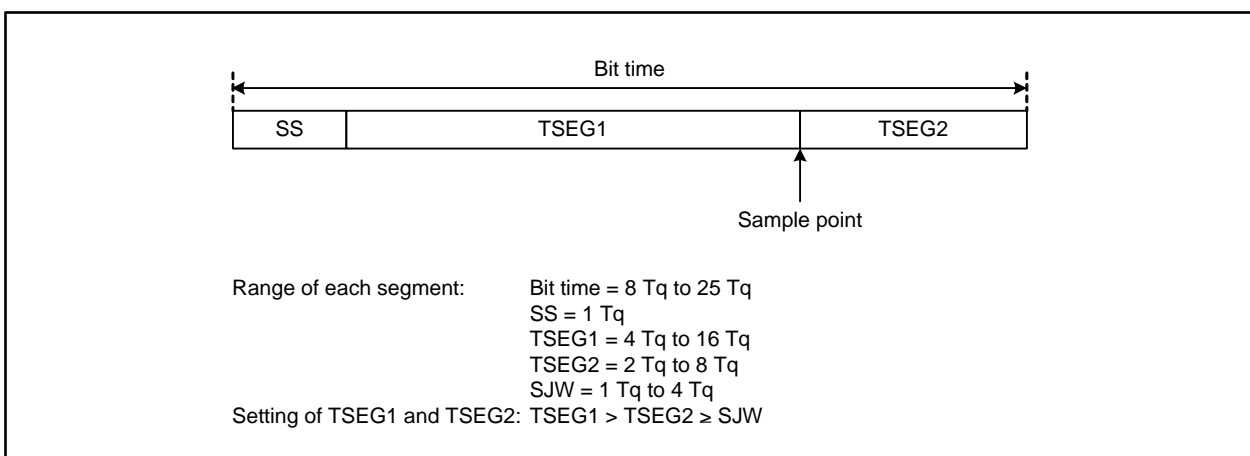 Bit time
SS TSEG1 TSEG2
Sample point
Range of each segment: Bit time = 8 Tq to 25 Tq
SS = 1 Tq
TSEG1 = 4 Tq to 16 Tq
TSEG2 = 2 Tq to 8 Tq
SJW = 1 Tq to 4 Tq
Setting of TSEG1 and TSEG2: TSEG1 > TSEG2 ≥ SJW